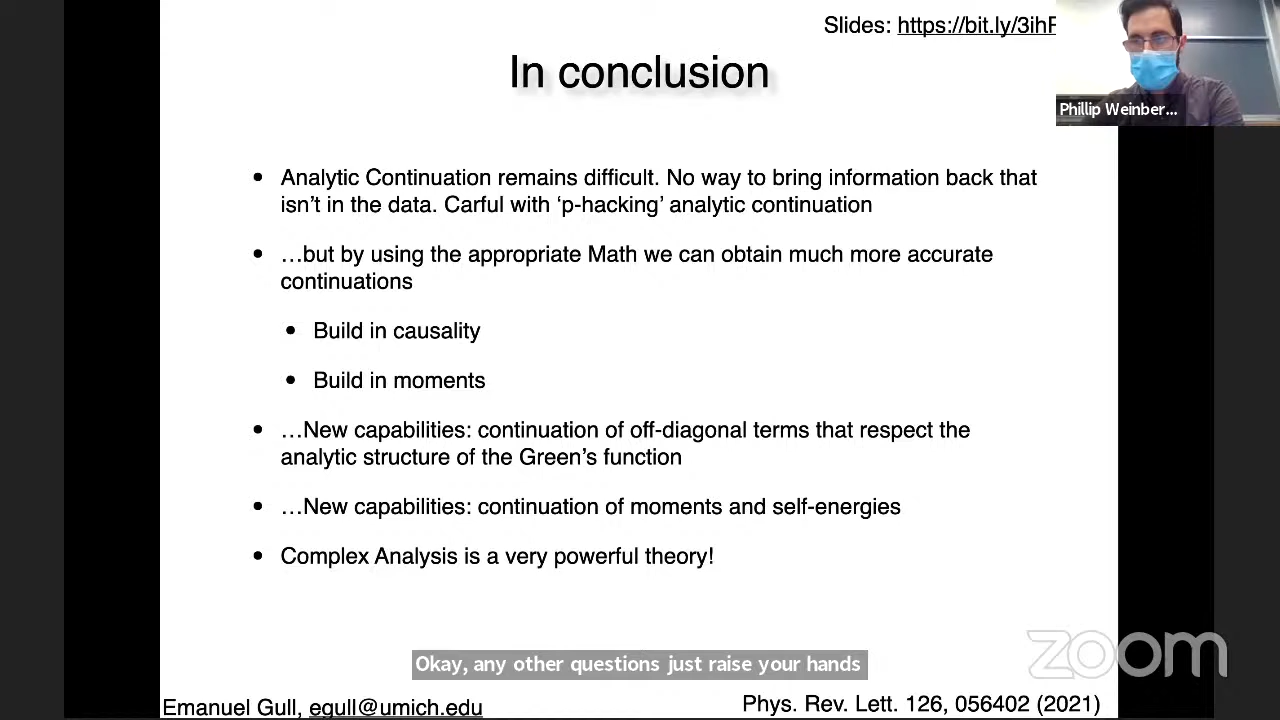 Slides: https://bit.ly/3ih
In conclusion
Phillip Weinber...
• Analytic Continuation remains difficult. No way to bring information back that
isn't in the data. Carful with 'p-hacking' analytic continuation
• …but by using the appropriate Math we can obtain much more accurate
continuations
• Build in causality
• Build in moments
• …New capabilities: continuation of off-diagonal terms that respect the
analytic structure of the Green's function
• …New capabilities: continuation of moments and self-energies
• Complex Analysis is a very powerful theory!
zoom
Okay, any other questions just raise your hands
Emanuel Gull, egull@umich.edu
Phys. Rev. Lett. 126, 056402 (2021)